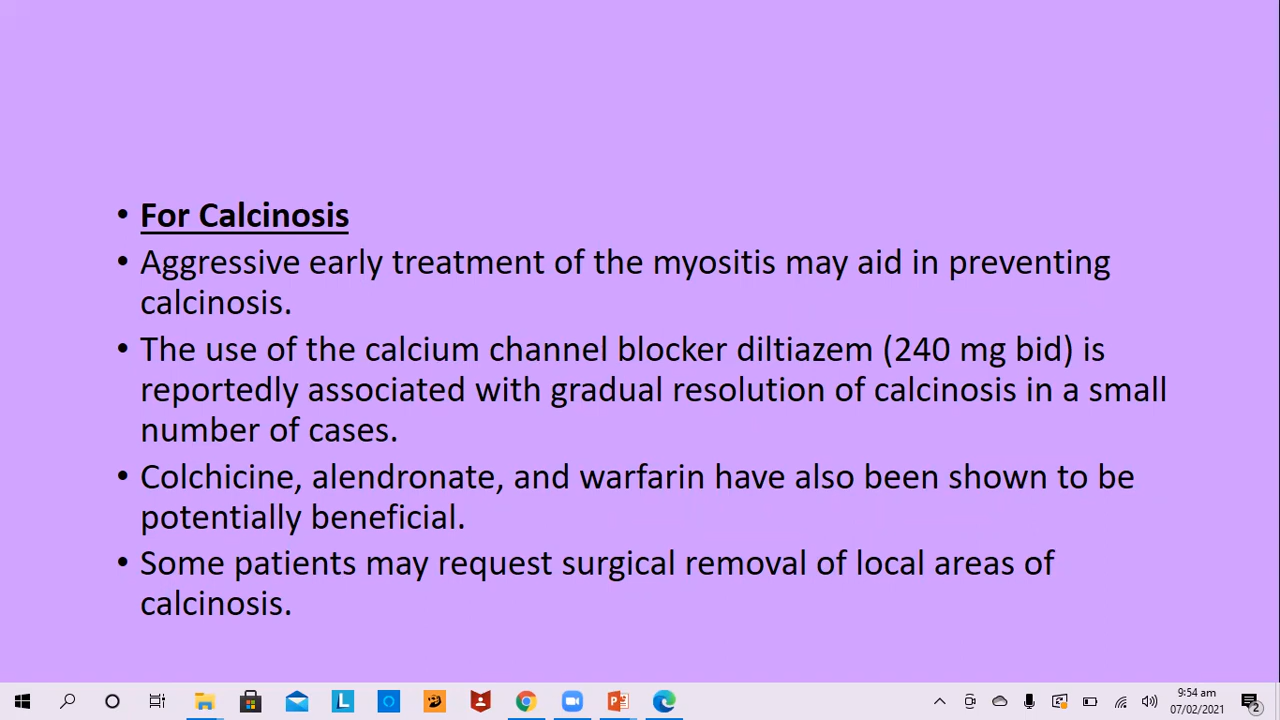 • For Calcinosis
• Aggressive early treatment of the myositis may aid in preventing
calcinosis.
• The use of the calcium channel blocker diltiazem (240 mg bid) is
reportedly associated with gradual resolution of calcinosis in a small
number of cases.
• Colchicine, alendronate, and warfarin have also been shown to be
potentially beneficial.
• Some patients may request surgical removal of local areas of
calcinosis.
L
9:54 am
07/02/2021
2